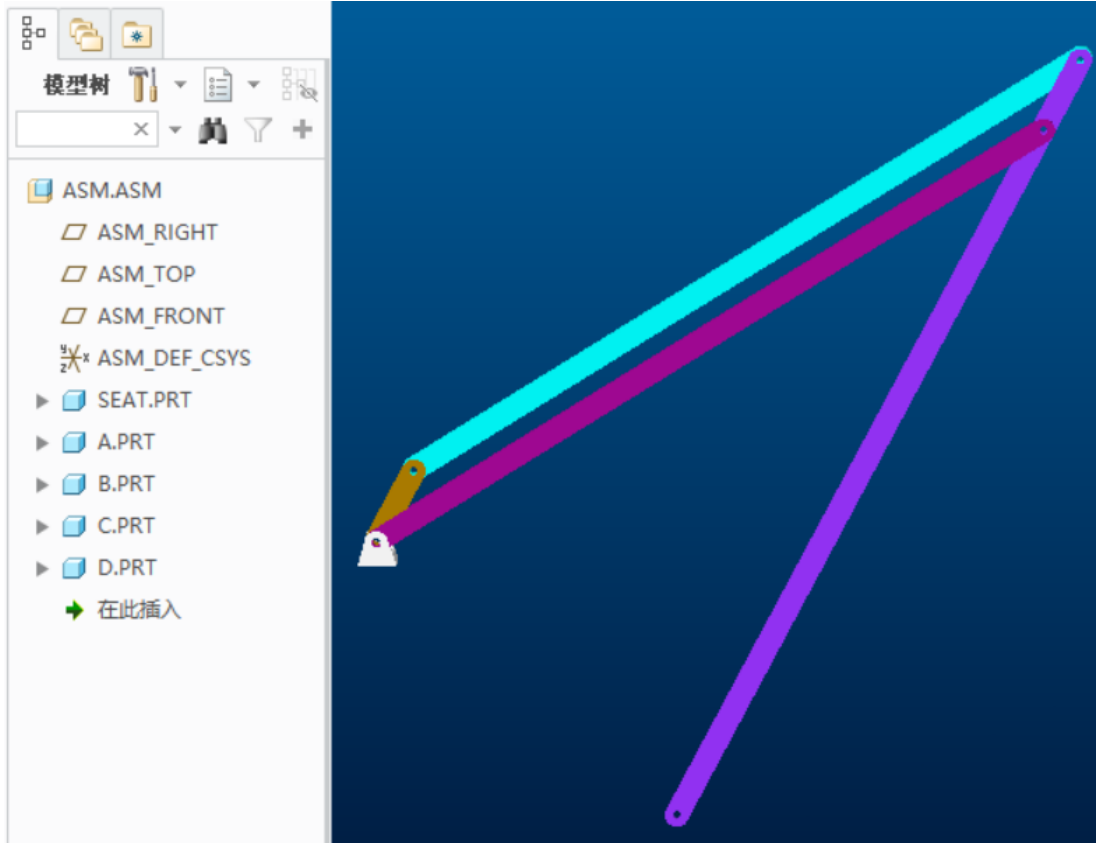 模型树
ASM.ASM
ASM_RIGHT
ASM_TOP
ASM_FRONT
ASM_DEF_CSYS
SEAT.PRT
A.PRT
B.PRT
C.PRT
D.PRT
在此插入